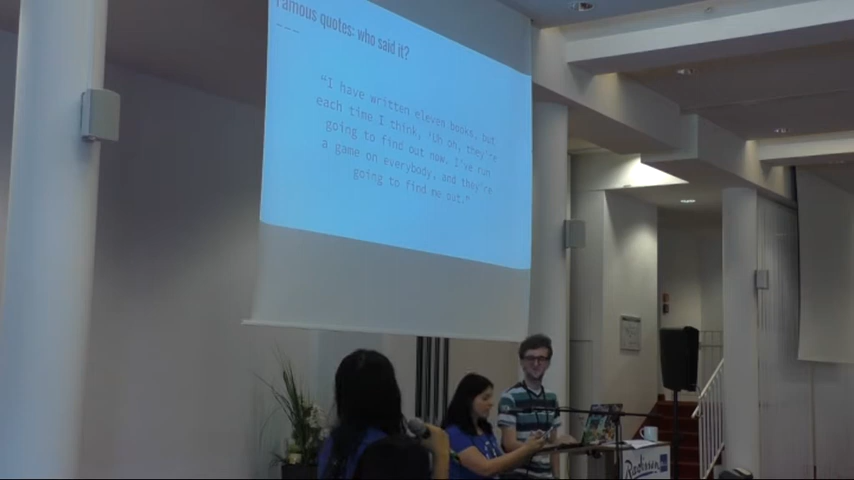 Famous quotes: who said it?
---
“I have written eleven books, but
each time I think, ‘Uh oh, they’re
going to find out now. I’ve run
a game on everybody, and they’re
going to find me out.”
Radisson